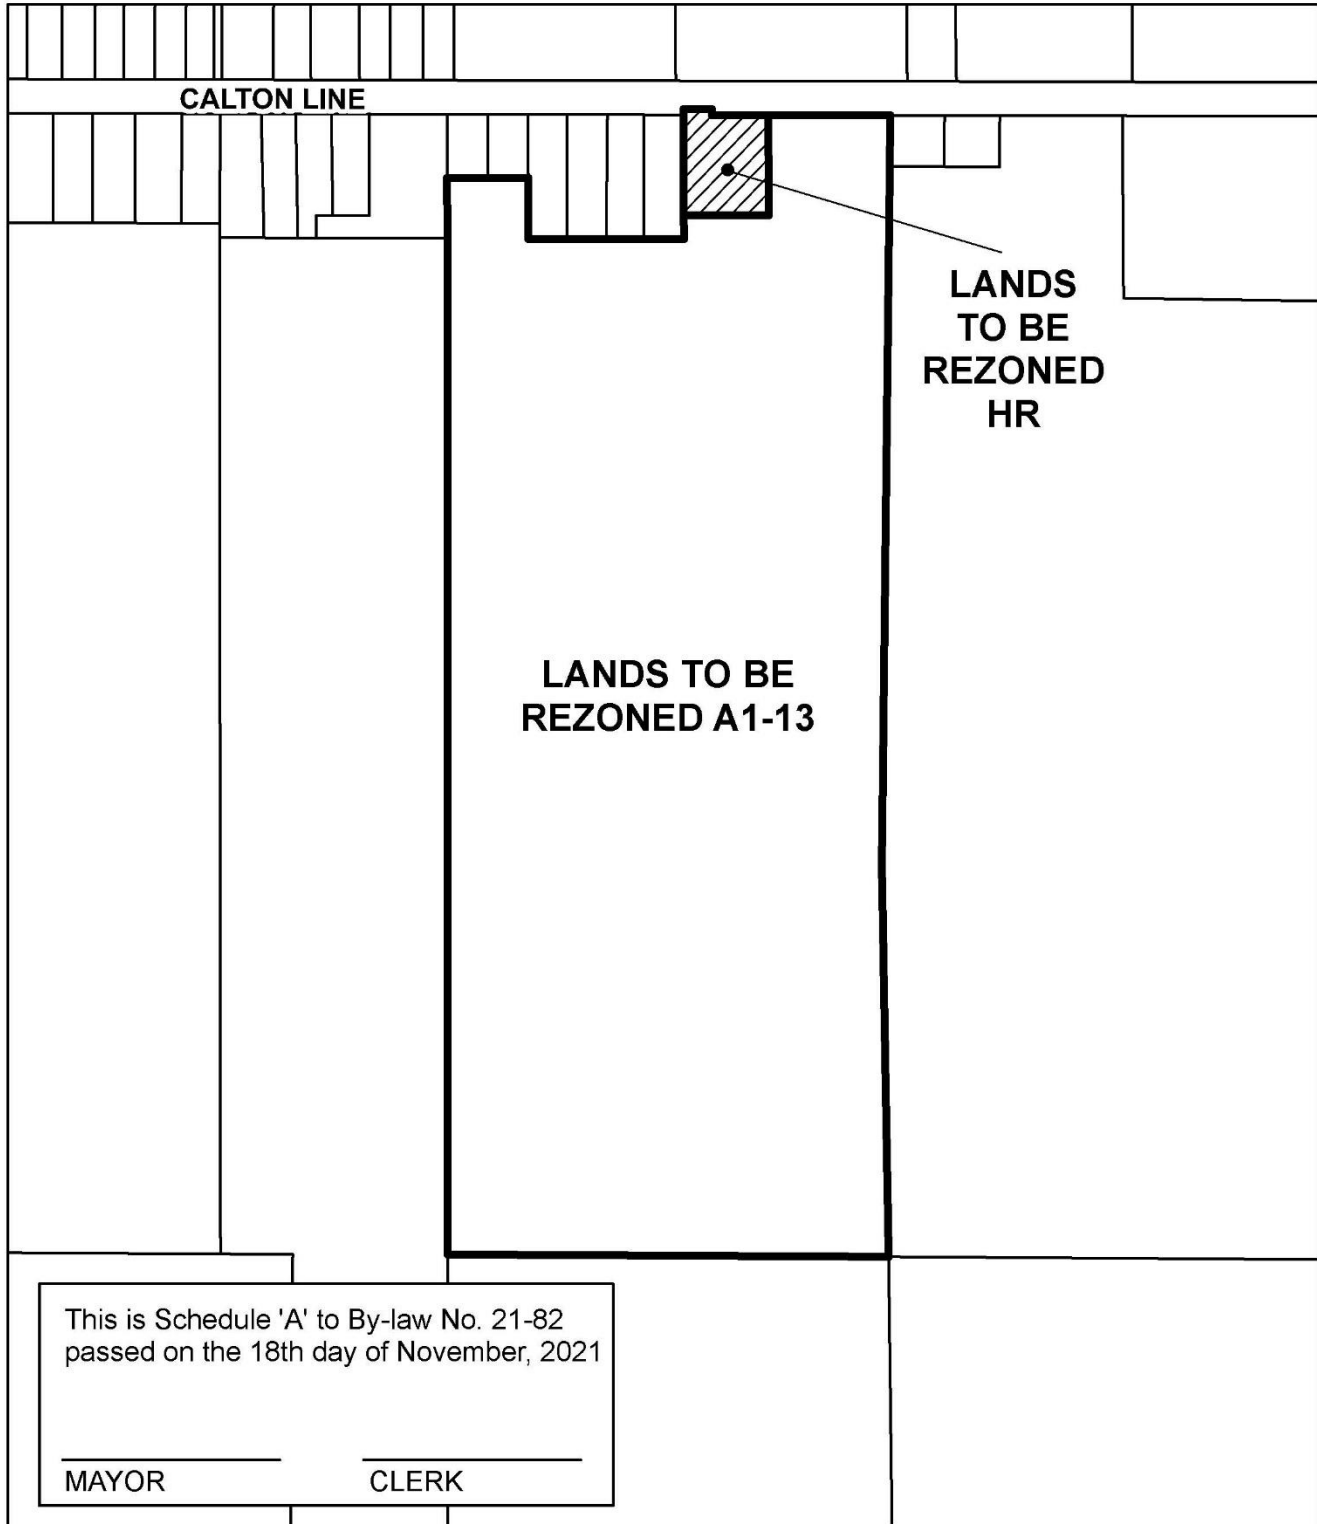 CALTON LINE
LANDS
TO BE
REZONED
HR
LANDS TO BE
REZONED A1-13
This is Schedule 'A' to By-law No. 21-82
passed on the 18th day of November, 2021
MAYOR
CLERK